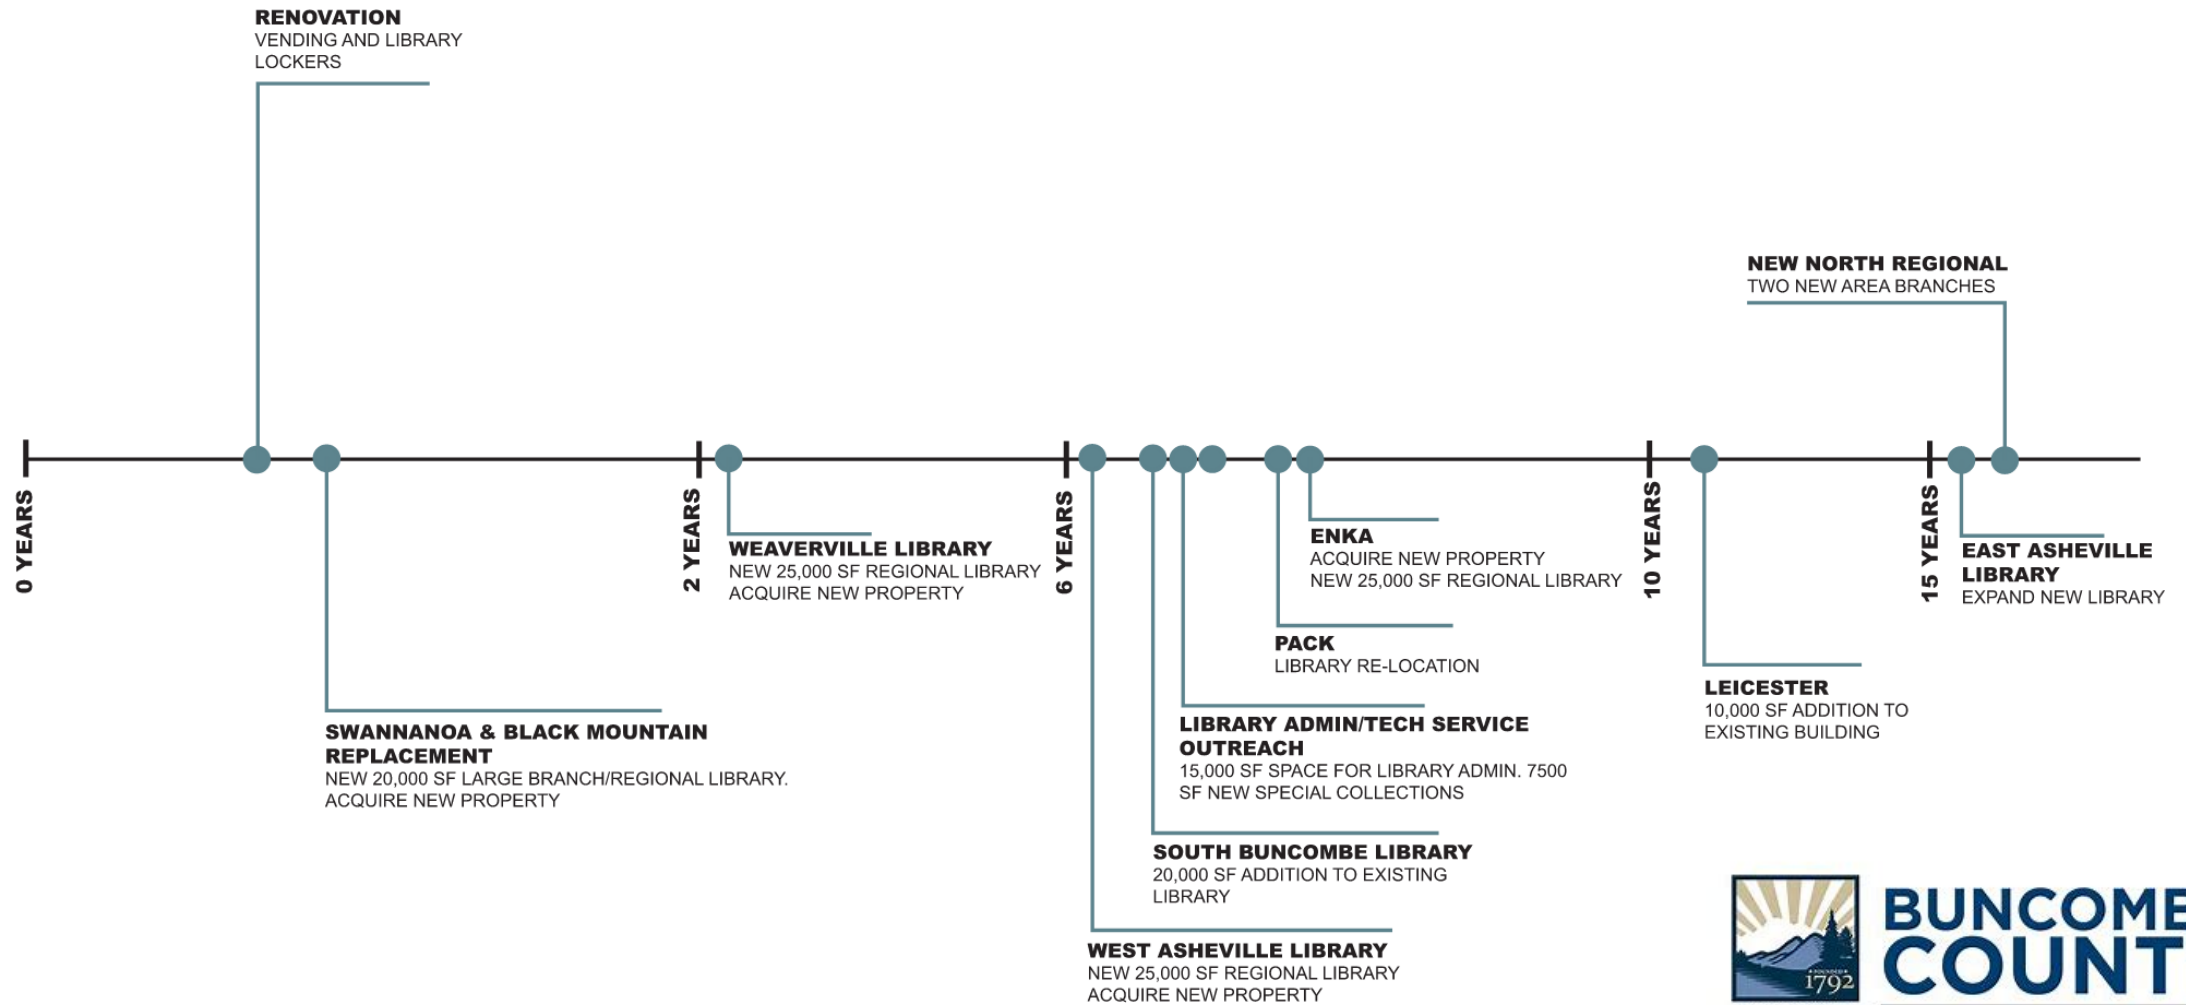 RENOVATION
VENDING AND LIBRARY
LOCKERS
NEW NORTH REGIONAL
TWO NEW AREA BRANCHES
0 YEARS
2 YEARS
6 YEARS
10 YEARS
15 YEARS
SWANNANOA & BLACK MOUNTAIN
REPLACEMENT
NEW 20,000 SF LARGE BRANCH/REGIONAL LIBRARY.
ACQUIRE NEW PROPERTY
WEAVERVILLE LIBRARY
NEW 25,000 SF REGIONAL LIBRARY
ACQUIRE NEW PROPERTY
WEST ASHEVILLE LIBRARY
NEW 25,000 SF REGIONAL LIBRARY
ACQUIRE NEW PROPERTY
SOUTH BUNCOMBE LIBRARY
20,000 SF ADDITION TO EXISTING
LIBRARY
LIBRARY ADMIN/TECH SERVICE
OUTREACH
15,000 SF SPACE FOR LIBRARY ADMIN. 7500
SF NEW SPECIAL COLLECTIONS
PACK
LIBRARY RE-LOCATION
ENKA
ACQUIRE NEW PROPERTY
NEW 25,000 SF REGIONAL LIBRARY
LEICESTER
10,000 SF ADDITION TO
EXISTING BUILDING
EAST ASHEVILLE
LIBRARY
EXPAND NEW LIBRARY
FOUNDED
1792
BUNCOMB
COUNT